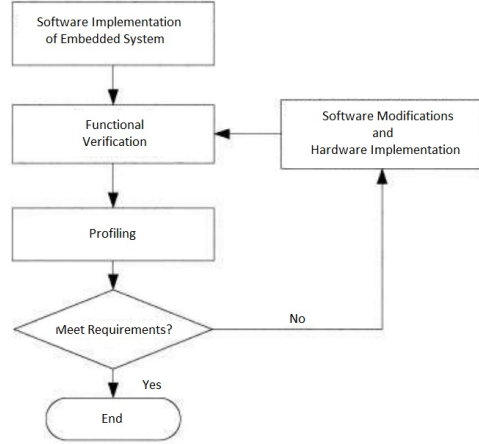 Software Implementation
of Embedded System
Functional
Verification
Software Modifications
and
Hardware Implementation
Profiling
Meet Requirements?
No
Yes
End